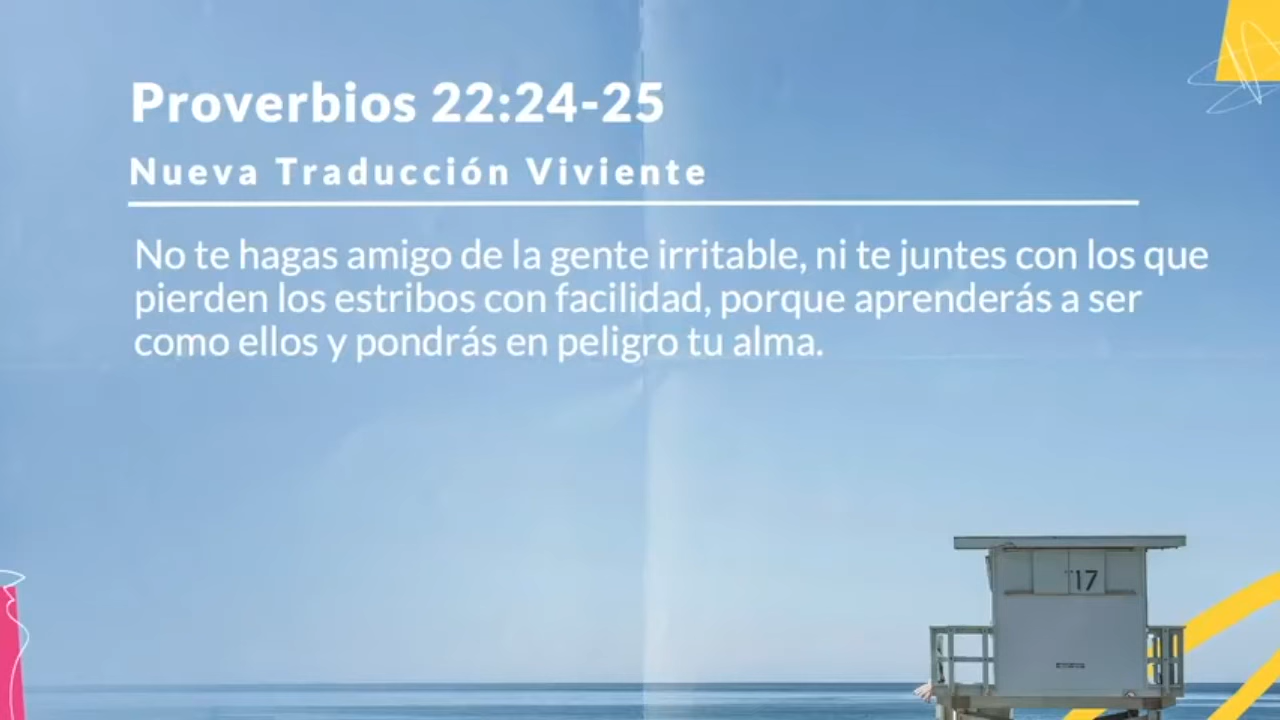 Proverbios 22:24-25
Nueva Traducción Viviente
No te hagas amigo de la gente irritable, ni te juntes con los que
pierden los estribos con facilidad, porque aprenderás a ser
como ellos y pondrás en peligro tu alma.
17